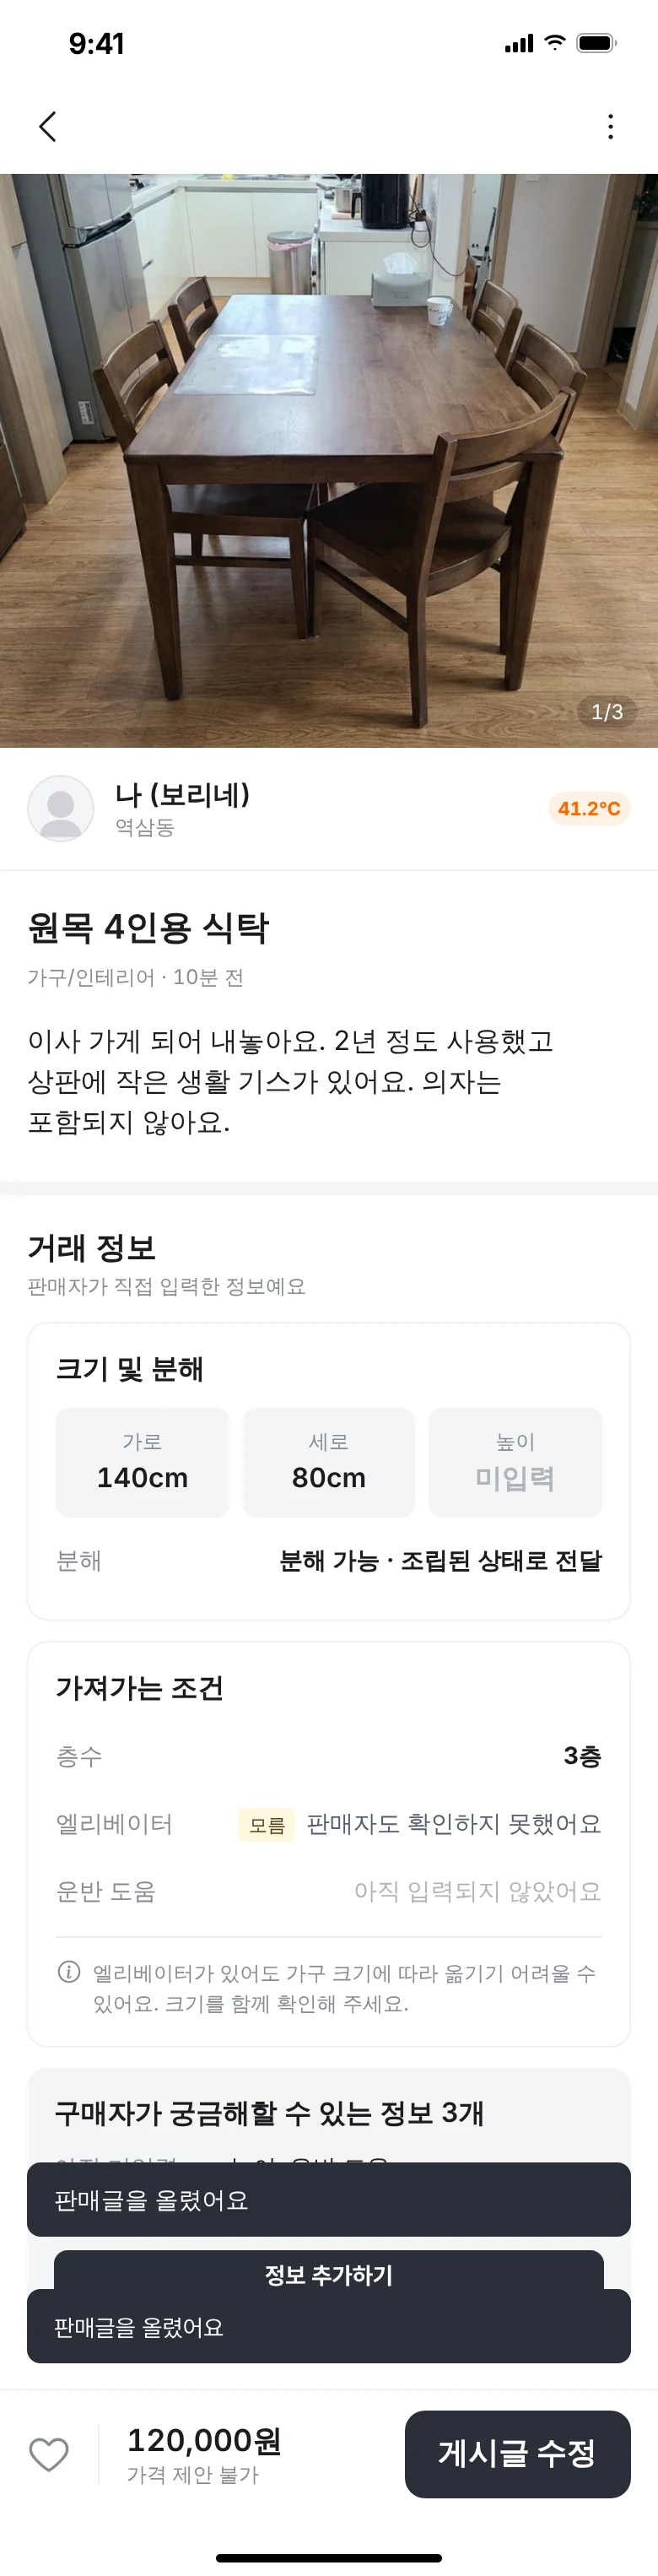 9:41
1/3
나 (보리네)
역삼동
41.2°C
원목 4인용 식탁
가구/인테리어 · 10분 전
이사 가게 되어 내놓아요. 2년 정도 사용했고
상판에 작은 생활 기스가 있어요. 의자는
포함되지 않아요.
거래 정보
판매자가 직접 입력한 정보예요
크기 및 분해
가로
140cm
세로
80cm
높이
미입력
분해
분해 가능 · 조립된 상태로 전달
가져가는 조건
층수
3층
엘리베이터
모름
판매자도 확인하지 못했어요
운반 도움
아직 입력되지 않았어요
엘리베이터가 있어도 가구 크기에 따라 옮기기 어려울 수
있어요. 크기를 함께 확인해 주세요.
구매자가 궁금해할 수 있는 정보 3개
판매글을 올렸어요
정보 추가하기
판매글을 올렸어요
120,000원
가격 제안 불가
게시글 수정